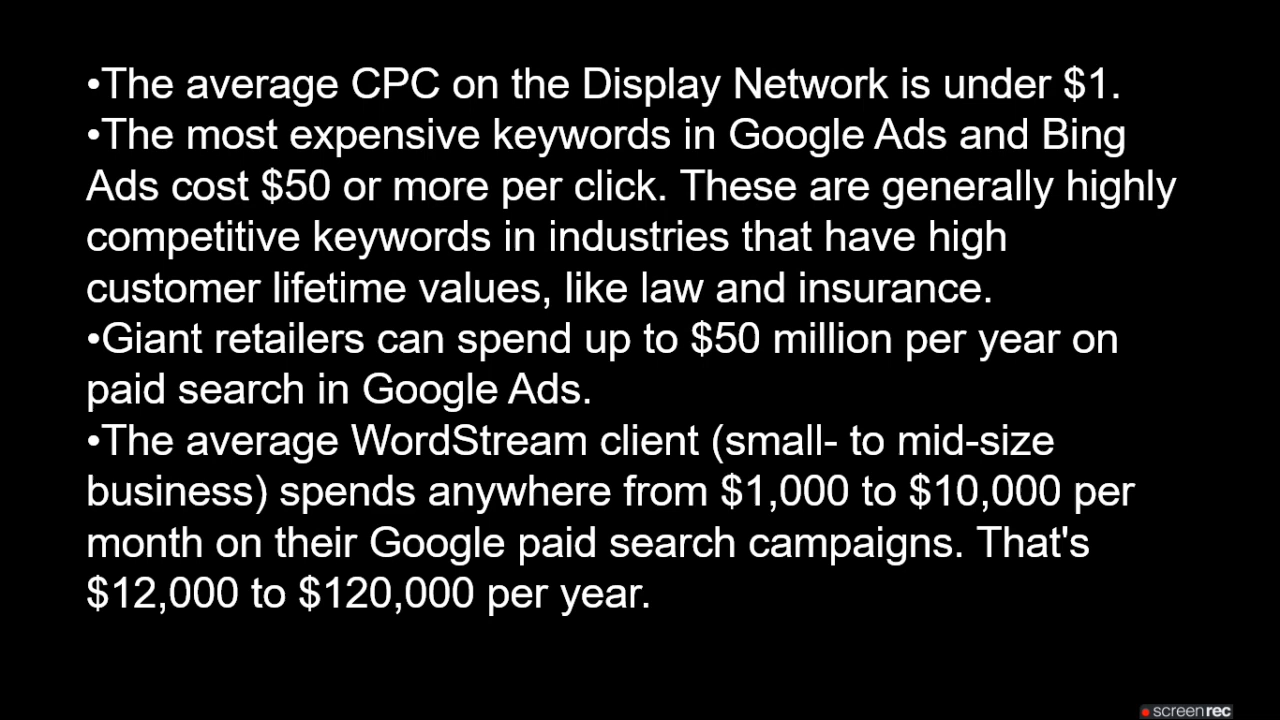 •The average CPC on the Display Network is under $1.
•The most expensive keywords in Google Ads and Bing
Ads cost $50 or more per click. These are generally highly
competitive keywords in industries that have high
customer lifetime values, like law and insurance.
•Giant retailers can spend up to $50 million per year on
paid search in Google Ads.
•The average WordStream client (small- to mid-size
business) spends anywhere from $1,000 to $10,000 per
month on their Google paid search campaigns. That's
$12,000 to $120,000 per year.
screenrec